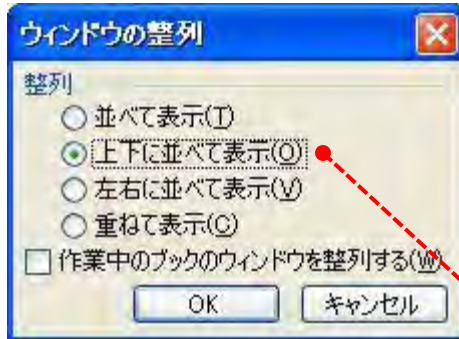 ウィンドウの整列
整列
並べて表示(T)
上下に並べて表示(O)
左右に並べて表示(V)
重ねて表示(C)
作業中のブックのウィンドウを整列する(W)
OK
キャンセル